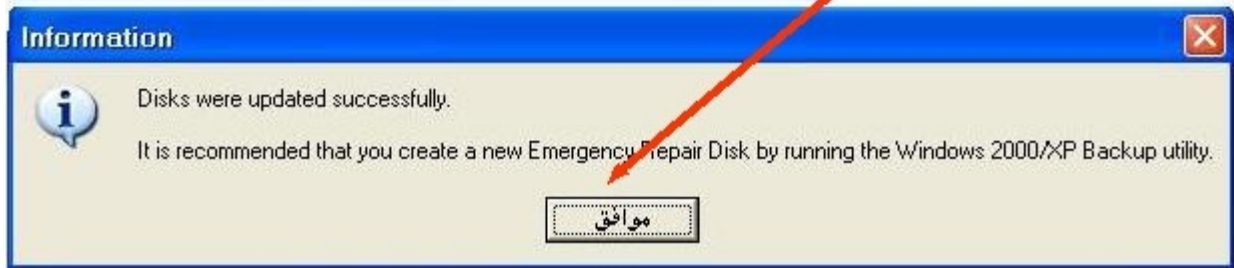 Information
Disks were updated successfully.
It is recommended that you create a new Emergency Repair Disk by running the Windows 2000/XP Backup utility.
موافق